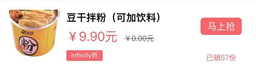 豆干拌粉（可加饮料）
粉
￥9.90元 ￥0.00元
马上抢
Infinity折
已销57份